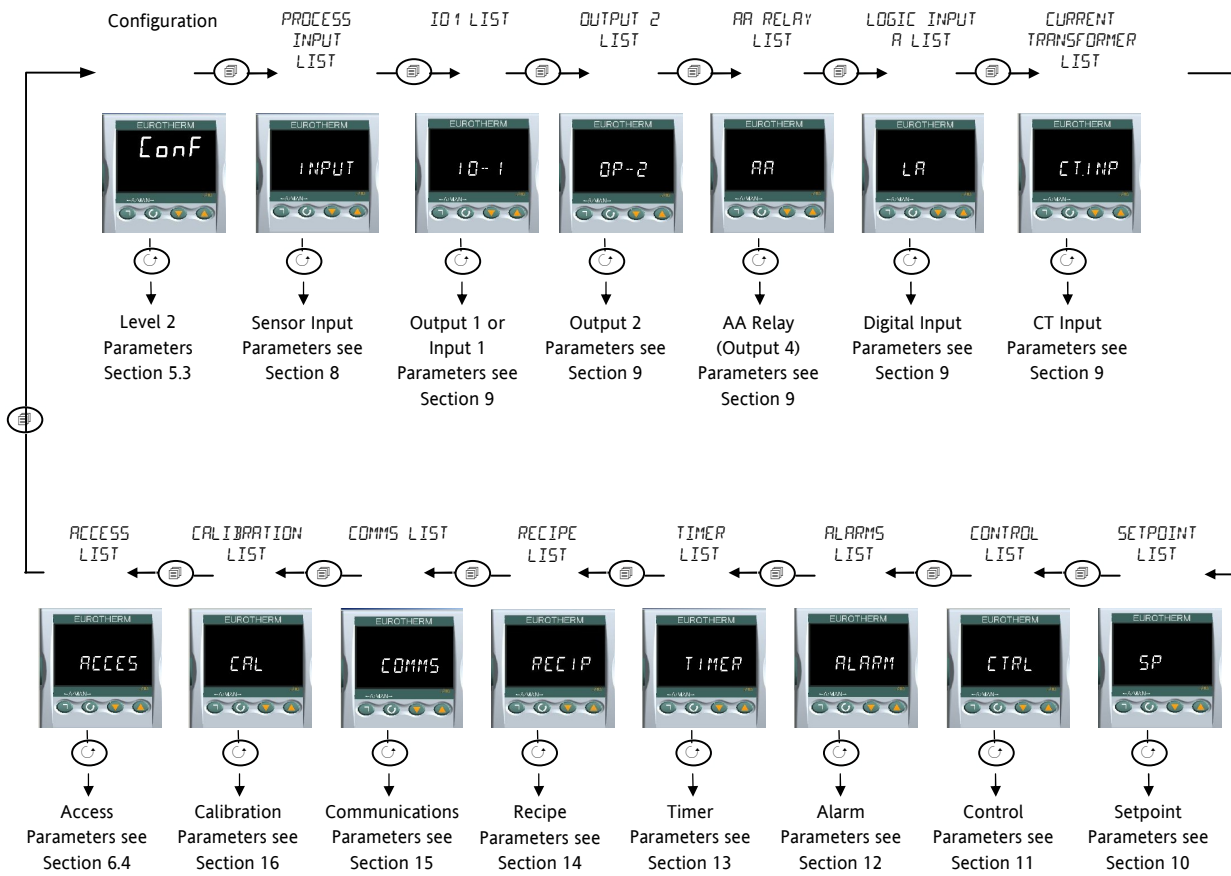 Configuration
PROCESS
INPUT
LIST
IO1 LIST
OUTPUT 2
LIST
AA RELAY
LIST
LOGIC INPUT
A LIST
CURRENT
TRANSFORMER
LIST
EUROTHERM
ConF
EUROTHERM
INPUT
EUROTHERM
IO-1
EUROTHERM
OP-2
EUROTHERM
AA
EUROTHERM
LA
EUROTHERM
CT.INP
Level 2
Parameters
Section 5.3
Sensor Input
Parameters see
Section 8
Output 1 or
Input 1
Parameters see
Section 9
Output 2
Parameters see
Section 9
AA Relay
(Output 4)
Parameters see
Section 9
Digital Input
Parameters see
Section 9
CT Input
Parameters see
Section 9
ACCESS
LIST
CALIBRATION
LIST
COMMS LIST
RECIPE
LIST
TIMER
LIST
ALARMS
LIST
CONTROL
LIST
SETPOINT
LIST
EUROTHERM
ACCES
EUROTHERM
CAL
EUROTHERM
COMMS
EUROTHERM
RECIP
EUROTHERM
TIMER
EUROTHERM
ALARM
EUROTHERM
CTRL
EUROTHERM
SP
Access
Parameters see
Section 6.4
Calibration
Parameters see
Section 16
Communications
Parameters see
Section 15
Recipe
Parameters see
Section 14
Timer
Parameters see
Section 13
Alarm
Parameters see
Section 12
Control
Parameters see
Section 11
Setpoint
Parameters see
Section 10